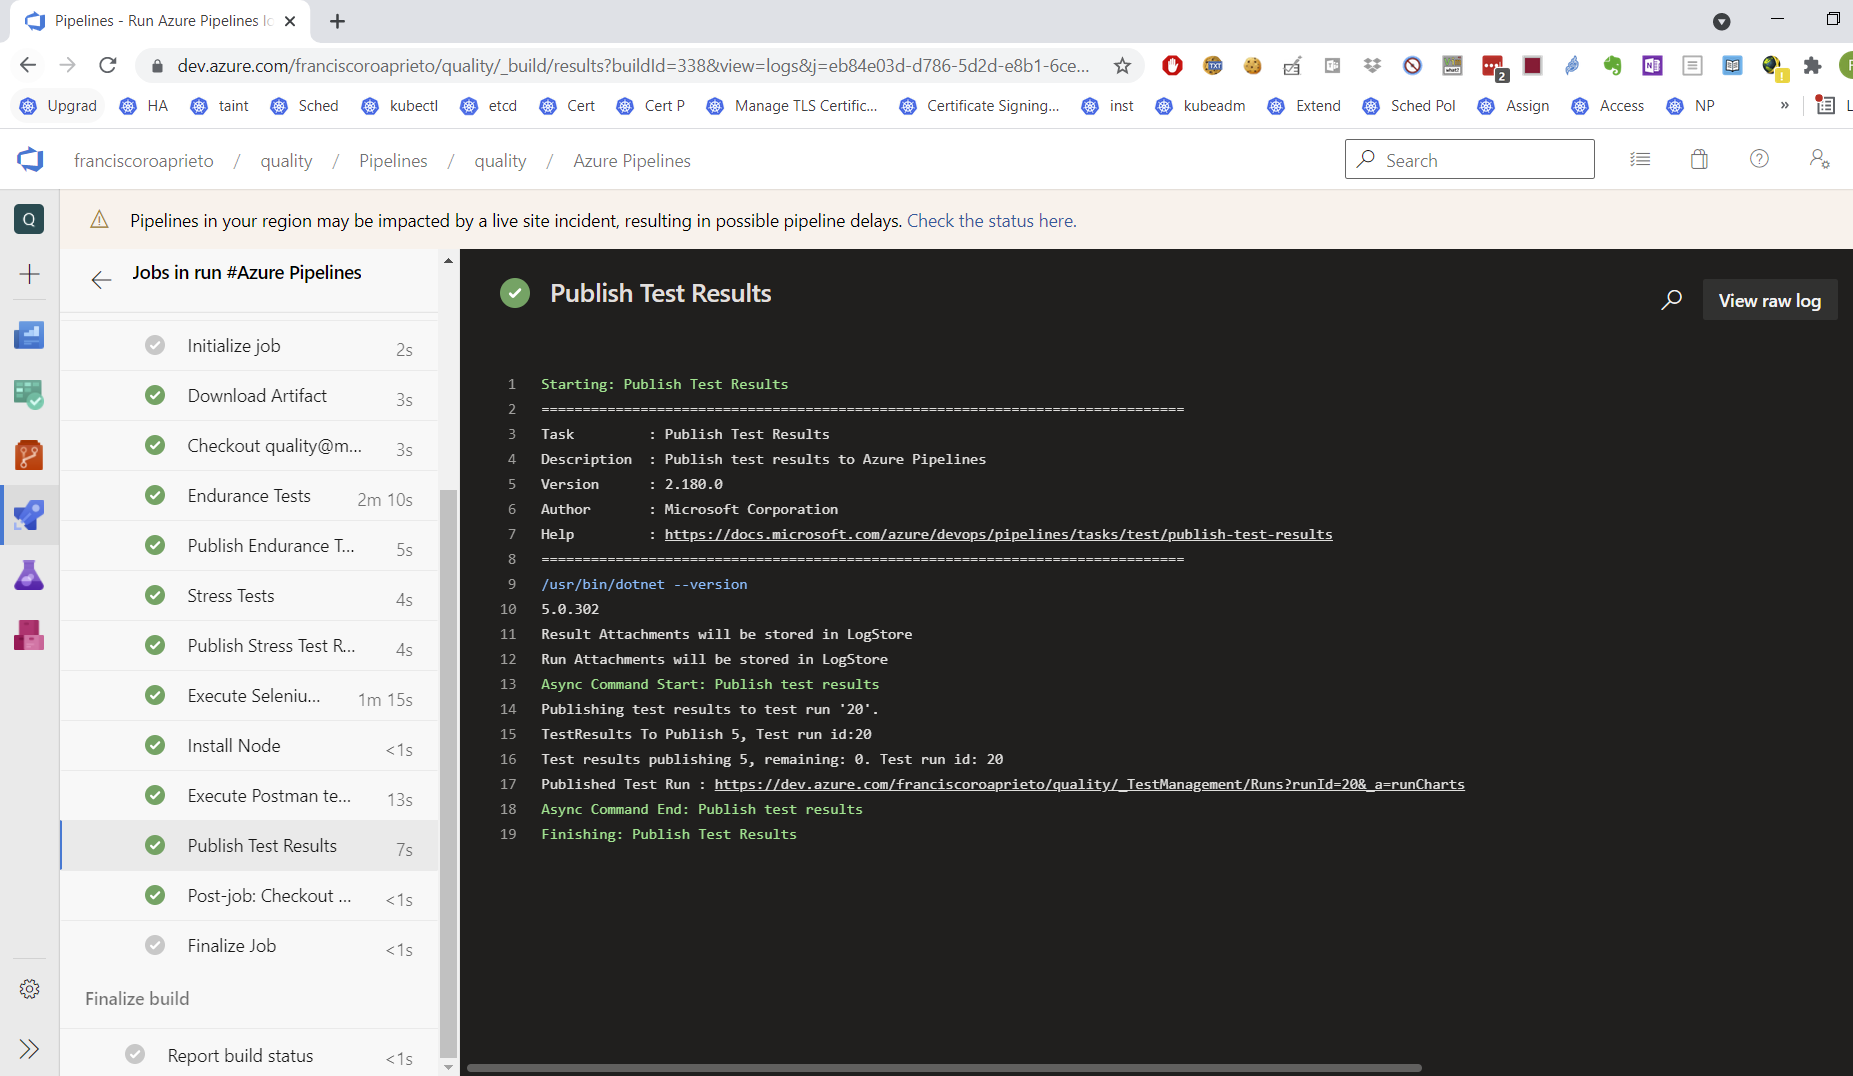 Pipelines - Run Azure Pipelines lo
dev.azure.com/franciscoroaprieto/quality/_build/results?buildId=338&view=logs&j=eb84e03d-d786-5d2d-e8b1-6ce...
2
Upgrad HA taint Sched kubectl etcd Cert Cert P Manage TLS Certific... Certificate Signing... inst kubeadm Extend Sched Pol Assign Access NP » L
franciscoroaprieto / quality / Pipelines / quality / Azure Pipelines
Search
Q
Pipelines in your region may be impacted by a live site incident, resulting in possible pipeline delays. Check the status here.
Jobs in run #Azure Pipelines
Initialize job 2s
Download Artifact 3s
Checkout quality@m... 3s
Endurance Tests 2m 10s
Publish Endurance T... 5s
Stress Tests 4s
Publish Stress Test R... 4s
Execute Seleniu... 1m 15s
Install Node <1s
Execute Postman te... 13s
Publish Test Results 7s
Post-job: Checkout ... <1s
Finalize Job <1s
Finalize build
Report build status <1s
Publish Test Results
View raw log
1 Starting: Publish Test Results
2 ==============================================================================
3 Task         : Publish Test Results
4 Description  : Publish test results to Azure Pipelines
5 Version      : 2.180.0
6 Author       : Microsoft Corporation
7 Help         : https://docs.microsoft.com/azure/devops/pipelines/tasks/test/publish-test-results
8 ==============================================================================
9 /usr/bin/dotnet --version
10 5.0.302
11 Result Attachments will be stored in LogStore
12 Run Attachments will be stored in LogStore
13 Async Command Start: Publish test results
14 Publishing test results to test run '20'.
15 TestResults To Publish 5, Test run id:20
16 Test results publishing 5, remaining: 0. Test run id: 20
17 Published Test Run : https://dev.azure.com/franciscoroaprieto/quality/_TestManagement/Runs?runId=20&_a=runCharts
18 Async Command End: Publish test results
19 Finishing: Publish Test Results